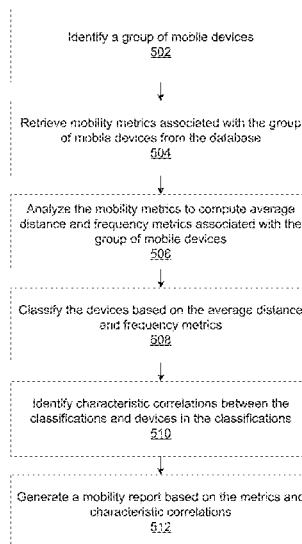 Identify a group of mobile devices
502
Retrieve mobility metrics associated with the group
of mobile devices from the database
504
Analyze the mobility metrics to compute average
distance and frequency metrics associated with the
group of mobile devices
506
Classify the devices based on the average distance
and frequency metrics
508
Identify characteristic correlations between the
classifications and devices in the classifications
510
Generate a mobility report based on the metrics and
characteristic correlations
512